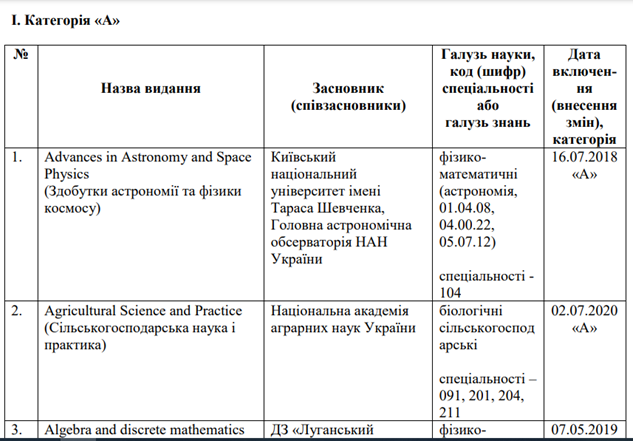 I. Категорія «А»
№
Назва видання
Засновник
(співзасновники)
Галузь науки,
код (шифр)
спеціальності
або
галузь знань
Дата
включен-
ня
(внесення
змін),
категорія
1.
Advances in Astronomy and Space
Physics
(Здобутки астрономії та фізики
космосу)
Київський
національний
університет імені
Тараса Шевченка,
Головна астрономічна
обсерваторія НАН
України
фізико-
математичні
(астрономія,
01.04.08,
04.00.22,
05.07.12)
спеціальності -
104
16.07.2018
«А»
2.
Agricultural Science and Practice
(Сільськогосподарська наука і
практика)
Національна академія
аграрних наук України
біологічні
сільськогоспод
арські
спеціальності –
091, 201, 204,
211
02.07.2020
«А»
3.
Algebra and discrete mathematics
ДЗ «Луганський
фізико-
07.05.2019